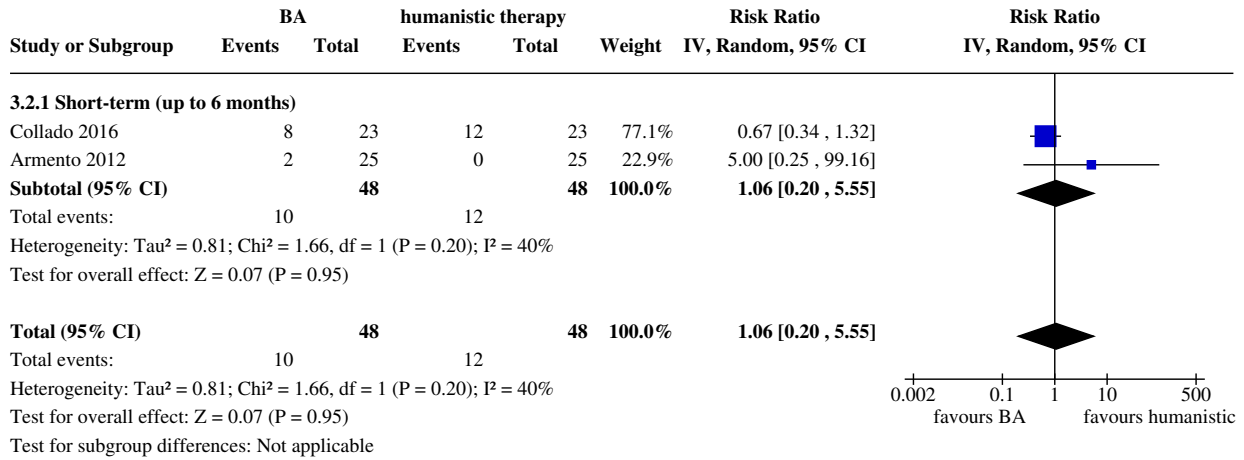 BA humanistic therapy Risk Ratio Risk Ratio
Study or Subgroup Events Total Events Total Weight IV, Random, 95% CI IV, Random, 95% CI
3.2.1 Short-term (up to 6 months)
Collado 2016 8 23 12 23 77.1% 0.67 [0.34 , 1.32]
Armento 2012 2 25 0 25 22.9% 5.00 [0.25 , 99.16]
Subtotal (95% CI) 48 48 100.0% 1.06 [0.20 , 5.55]
Total events: 10 12
Heterogeneity: Tau² = 0.81; Chi² = 1.66, df = 1 (P = 0.20); I² = 40%
Test for overall effect: Z = 0.07 (P = 0.95)
Total (95% CI) 48 48 100.0% 1.06 [0.20 , 5.55]
Total events: 10 12
Heterogeneity: Tau² = 0.81; Chi² = 1.66, df = 1 (P = 0.20); I² = 40%
0.002 0.1 1 10 500
Test for overall effect: Z = 0.07 (P = 0.95) favours BA favours humanistic
Test for subgroup differences: Not applicable